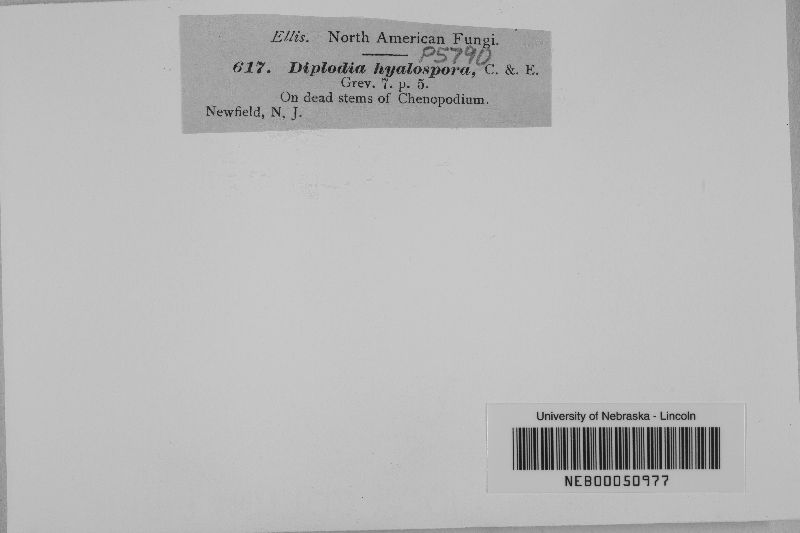 Ellis. North American Fungi.
P5790
617. Diplodia hyalospora, C. & E.
Grev. 7. p. 5.
On dead stems of Chenopodium.
Newfield, N. J.
University of Nebraska - Lincoln
NEB00050977